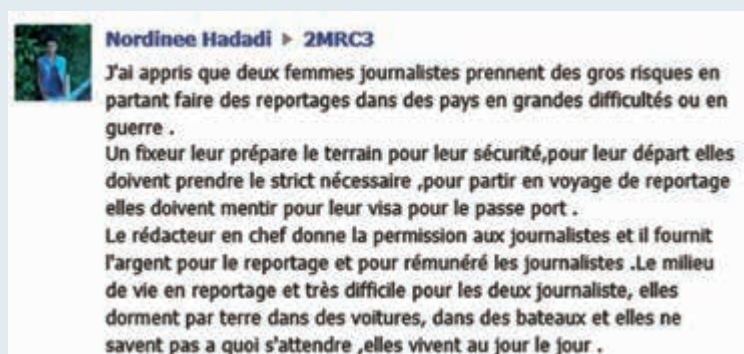 Nordinee Hadadi ▶ 2MRC3
J'ai appris que deux femmes journalistes prennent des gros risques en
partant faire des reportages dans des pays en grandes difficultés ou en
guerre .
Un fixeur leur prépare le terrain pour leur sécurité,pour leur départ elles
doivent prendre le strict nécessaire ,pour partir en voyage de reportage
elles doivent mentir pour leur visa pour le passe port .
Le rédacteur en chef donne la permission aux journalistes et il fournit
l'argent pour le reportage et pour rémunéré les journalistes .Le milieu
de vie en reportage et très difficile pour les deux journaliste, elles
dorment par terre dans des voitures, dans des bateaux et elles ne
savent pas a quoi s'attendre ,elles vivent au jour le jour .